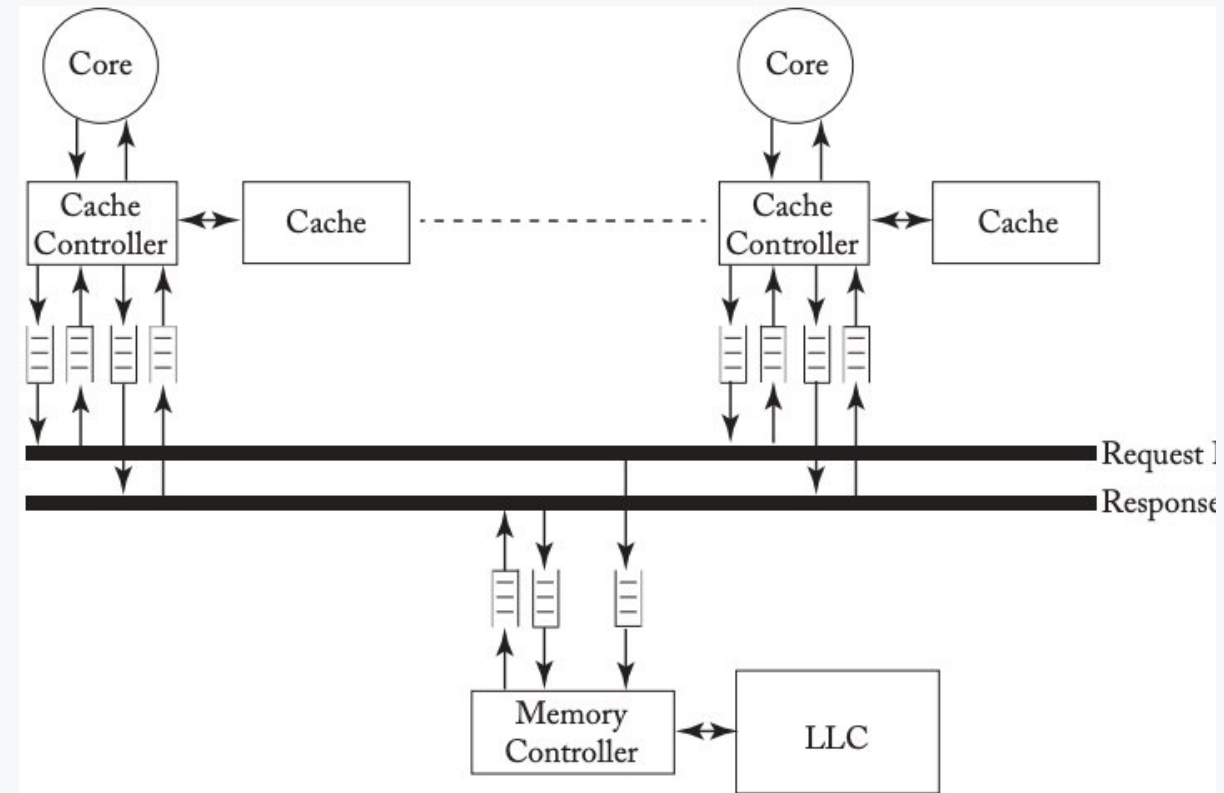 Core
Core
Cache
Controller
Cache
Cache
Controller
Cache
Request
Response
Memory
Controller
LLC